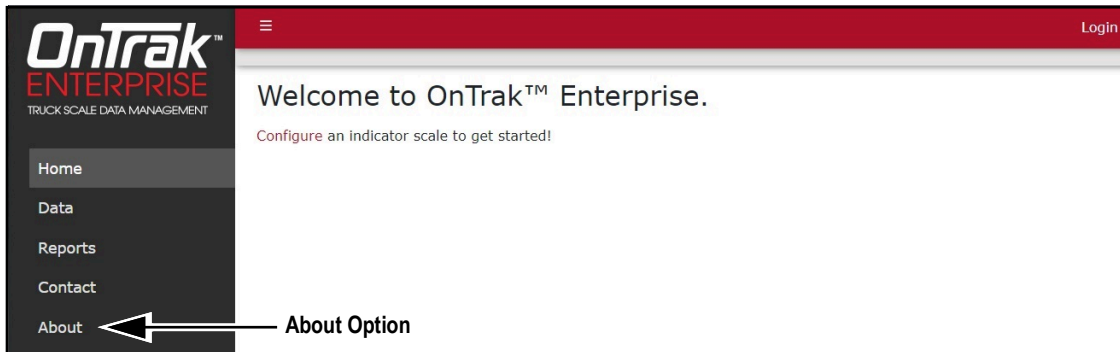 OnTrak™
ENTERPRISE
TRUCK SCALE DATA MANAGEMENT
Home
Data
Reports
Contact
About
☰ Login
Welcome to OnTrak™ Enterprise.
Configure an indicator scale to get started!
About Option